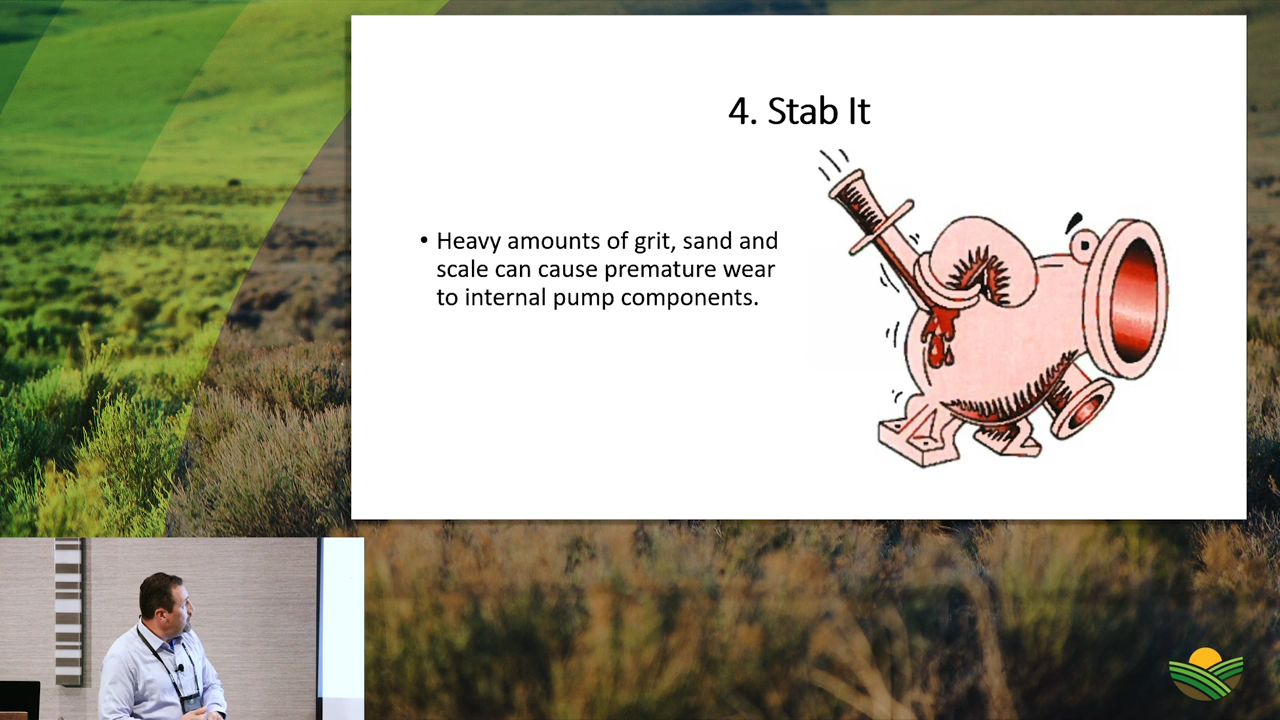 4. Stab It
• Heavy amounts of grit, sand and
scale can cause premature wear
to internal pump components.